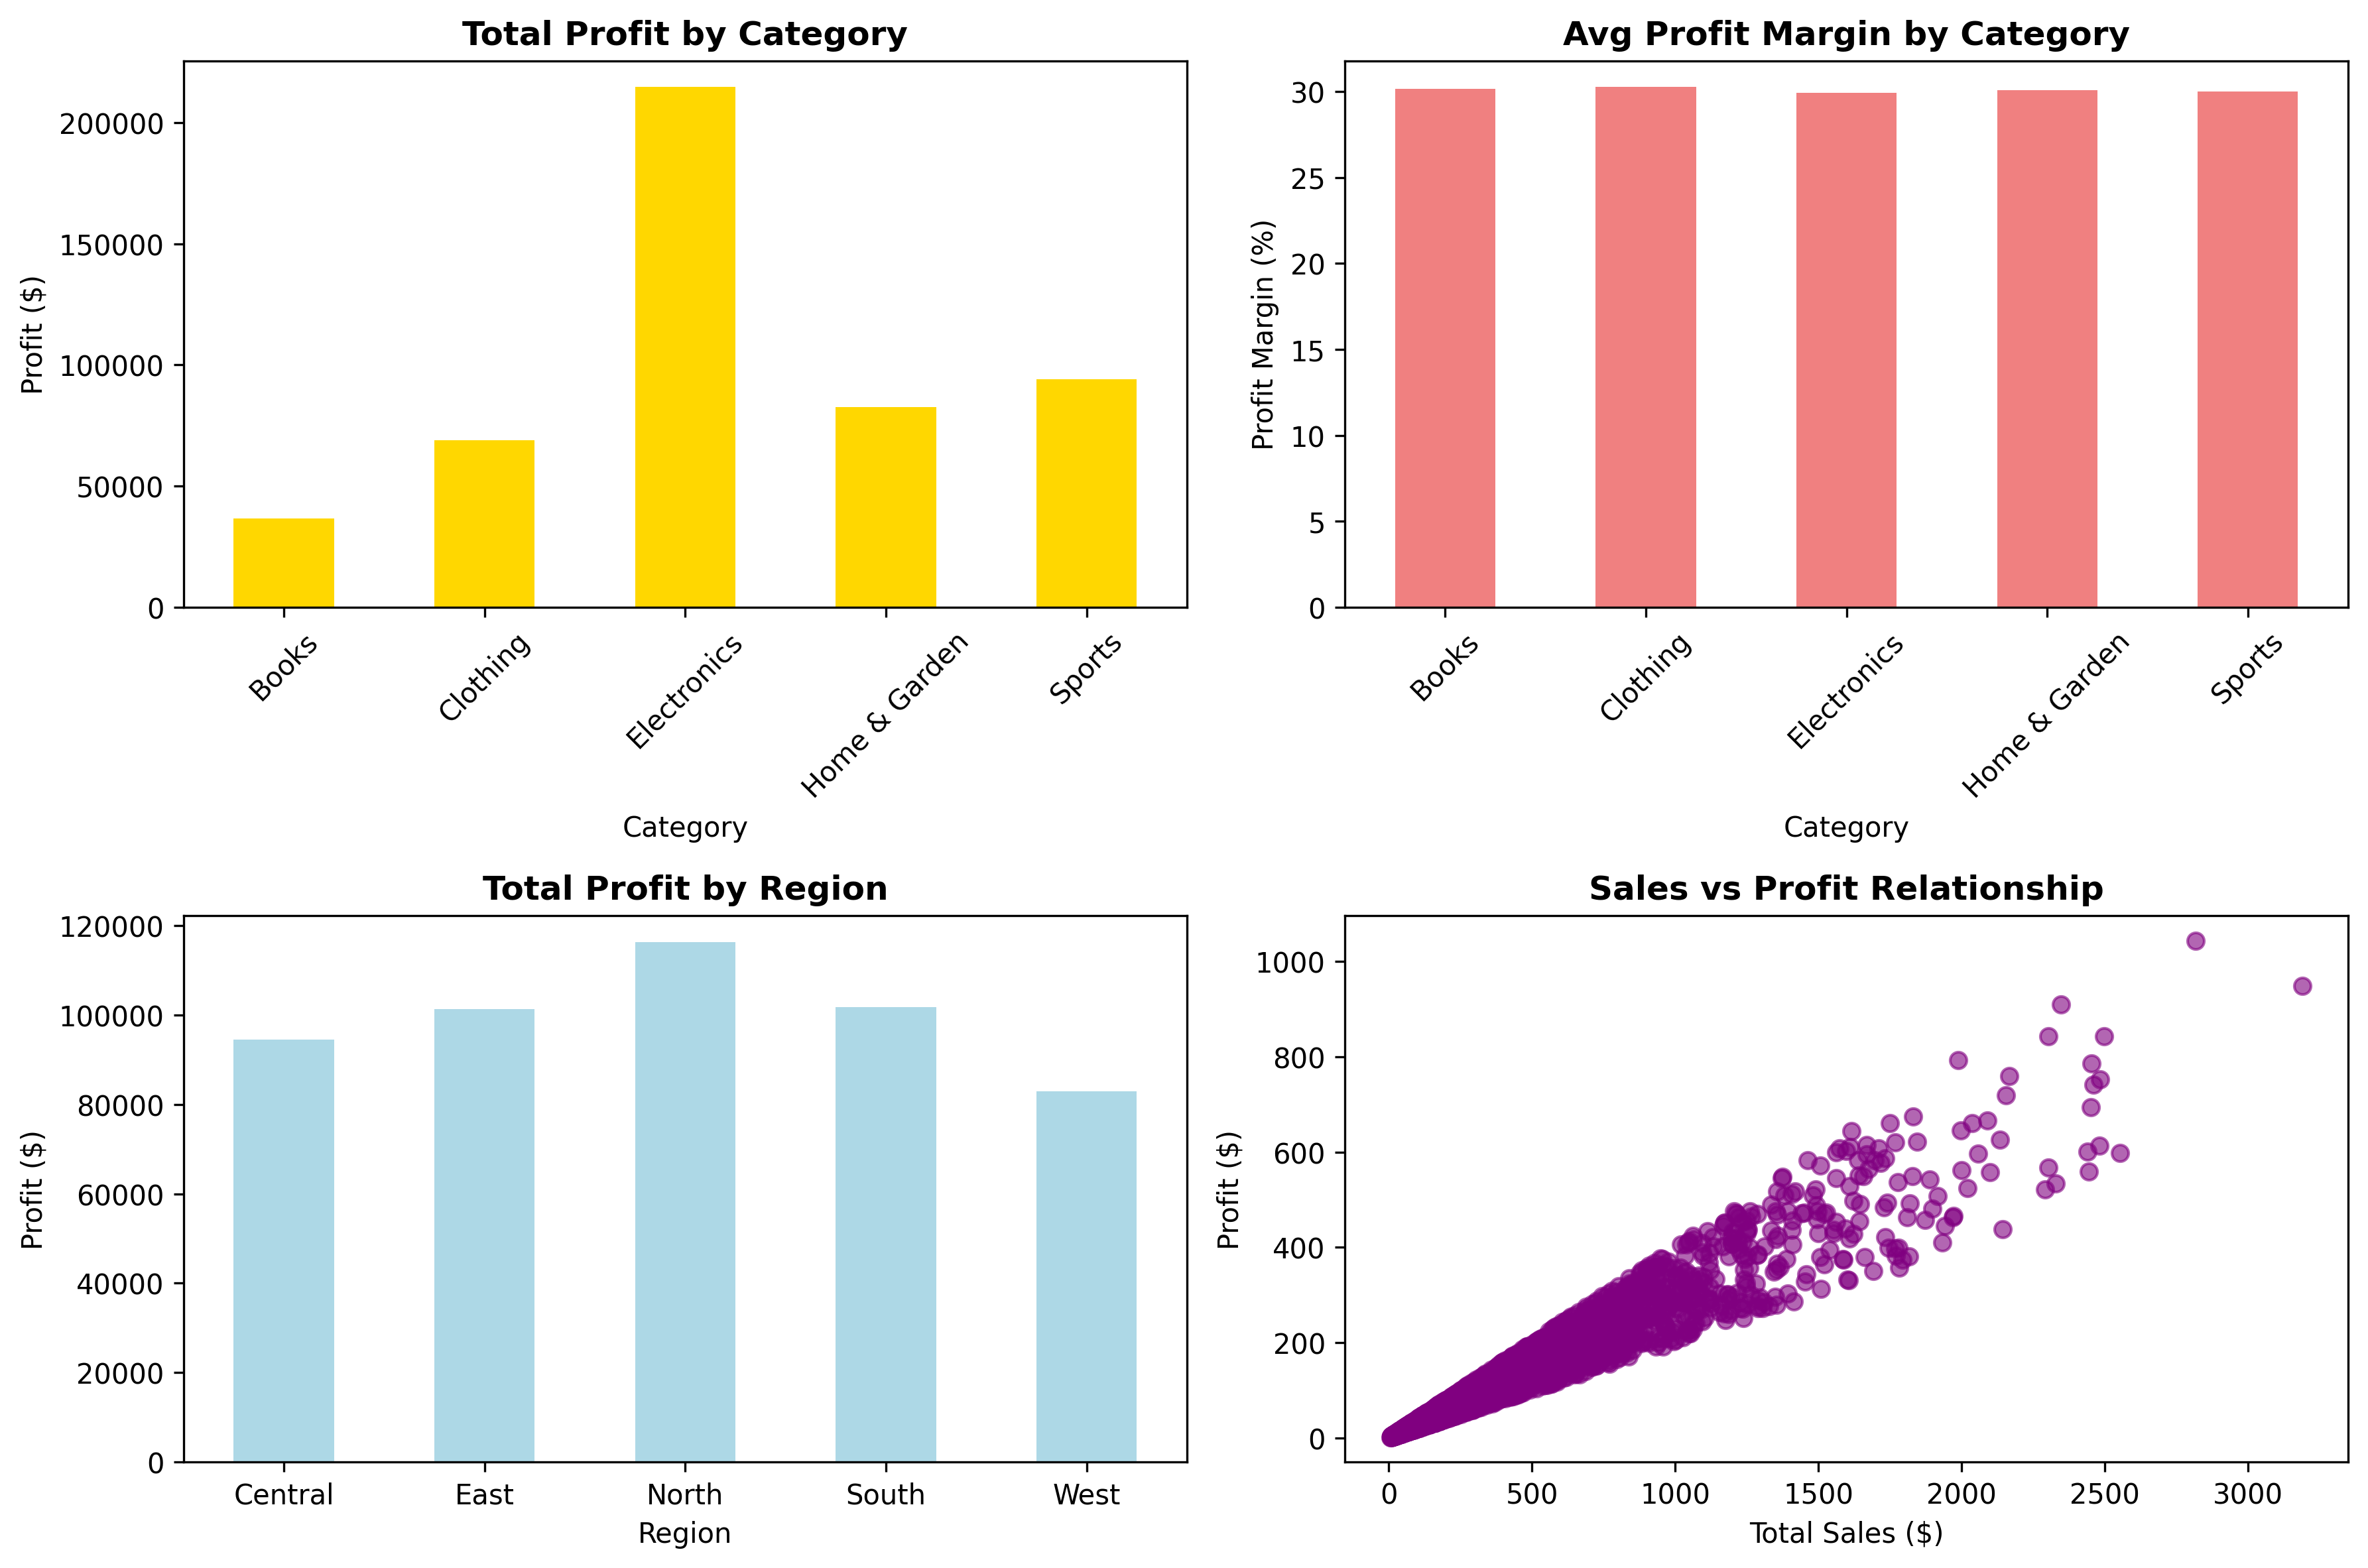 Total Profit by Category
Profit ($)
200000
150000
100000
50000
0
Books
Clothing
Electronics
Home & Garden
Sports
Category
Avg Profit Margin by Category
Profit Margin (%)
30
25
20
15
10
5
0
Books
Clothing
Electronics
Home & Garden
Sports
Category
Total Profit by Region
Profit ($)
120000
100000
80000
60000
40000
20000
0
Central
East
North
South
West
Region
Sales vs Profit Relationship
Profit ($)
1000
800
600
400
200
0
0
500
1000
1500
2000
2500
3000
Total Sales ($)